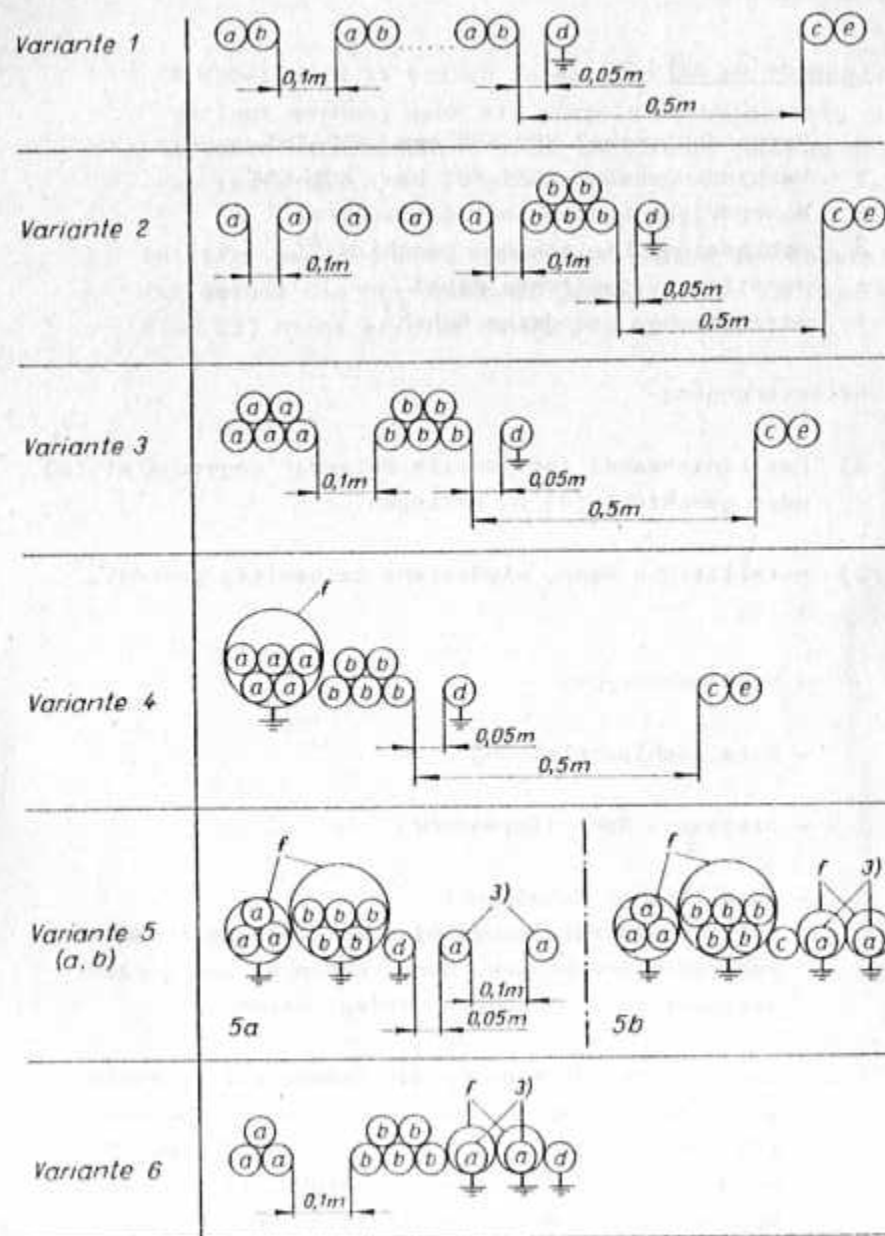 Variante 1
a b a b a b d c e
0,1m 0,05m
0,5m
Variante 2
b b
a a a a a b b b d c e
0,1m 0,1m 0,05m
0,5m
Variante 3
a a b b
a a a b b b d c e
0,1m 0,05m
0,5m
Variante 4
f
a a a b b
a a b b b d c e
0,05m
0,5m
Variante 5
(a, b)
f 3) f f 3)
a b b b a b b b
a a b b d a a a a b b c a a
0,1m
0,05m
5a 5b
Variante 6
f 3)
a b b
a a b b b a a d
0,1m